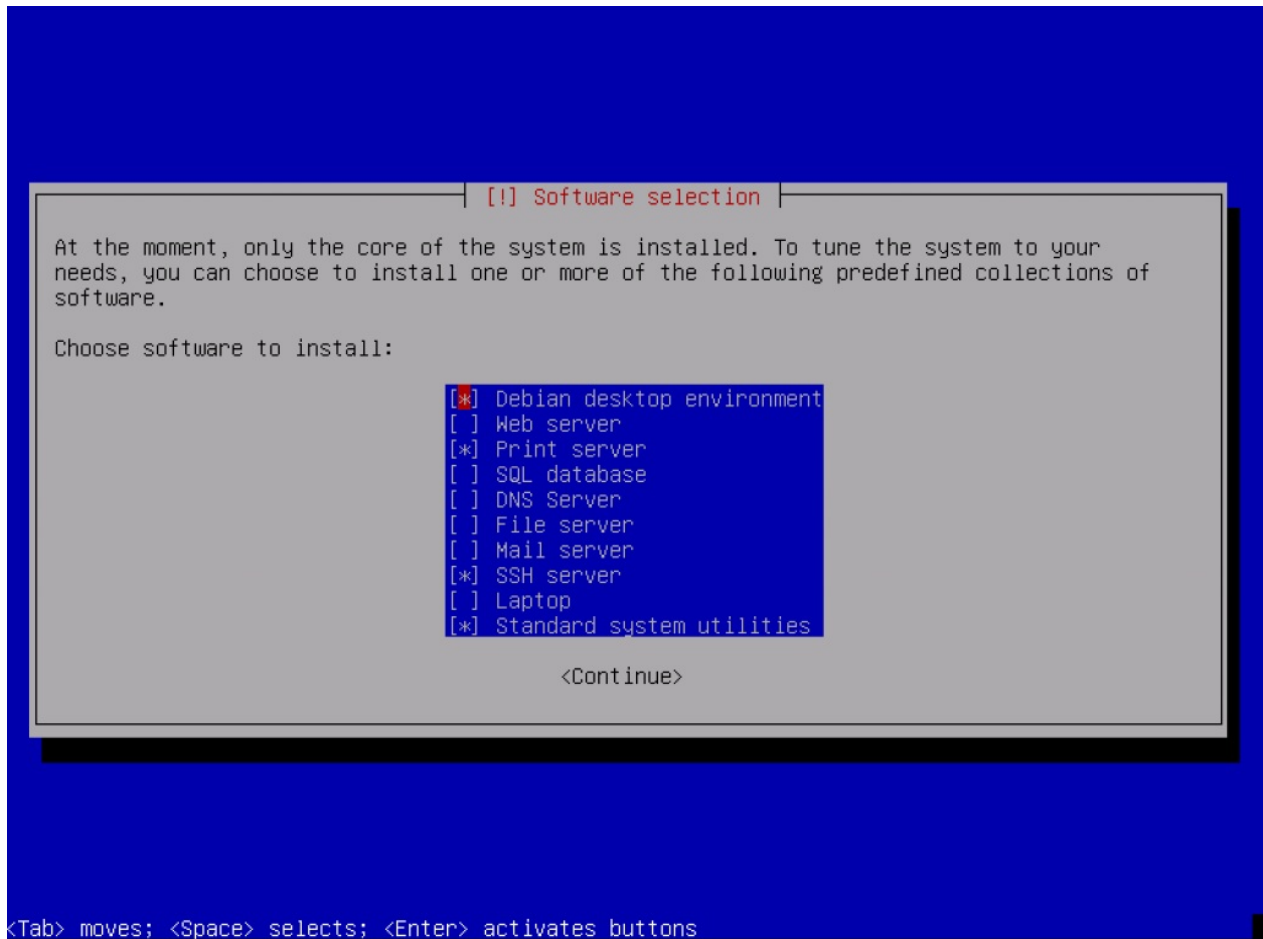 [!] Software selection
At the moment, only the core of the system is installed. To tune the system to your
needs, you can choose to install one or more of the following predefined collections of
software.
Choose software to install:
[*] Debian desktop environment
[ ] Web server
[*] Print server
[ ] SQL database
[ ] DNS Server
[ ] File server
[ ] Mail server
[*] SSH server
[ ] Laptop
[*] Standard system utilities
<Continue>
<Tab> moves; <Space> selects; <Enter> activates buttons